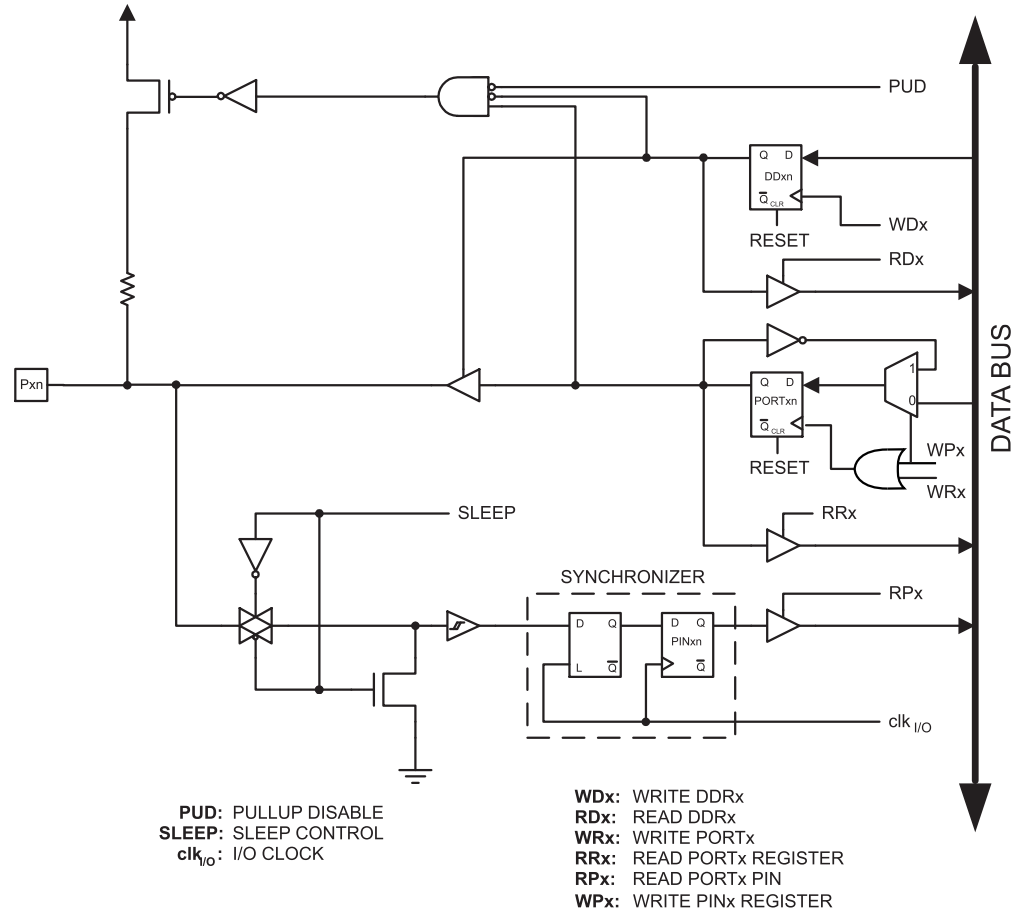 PUD
Q D
DDxn
Q CLR
WDx
RESET
RDx
1
Pxn
Q D
PORTxn
0
Q CLR
WPx
RESET
WRx
DATA BUS
SLEEP
RRx
SYNCHRONIZER
RPx
D Q
D Q
PINxn
L Q
Q
clk I/O
PUD: PULLUP DISABLE
SLEEP: SLEEP CONTROL
clkI/O: I/O CLOCK
WDx: WRITE DDRx
RDx: READ DDRx
WRx: WRITE PORTx
RRx: READ PORTx REGISTER
RPx: READ PORTx PIN
WPx: WRITE PINx REGISTER